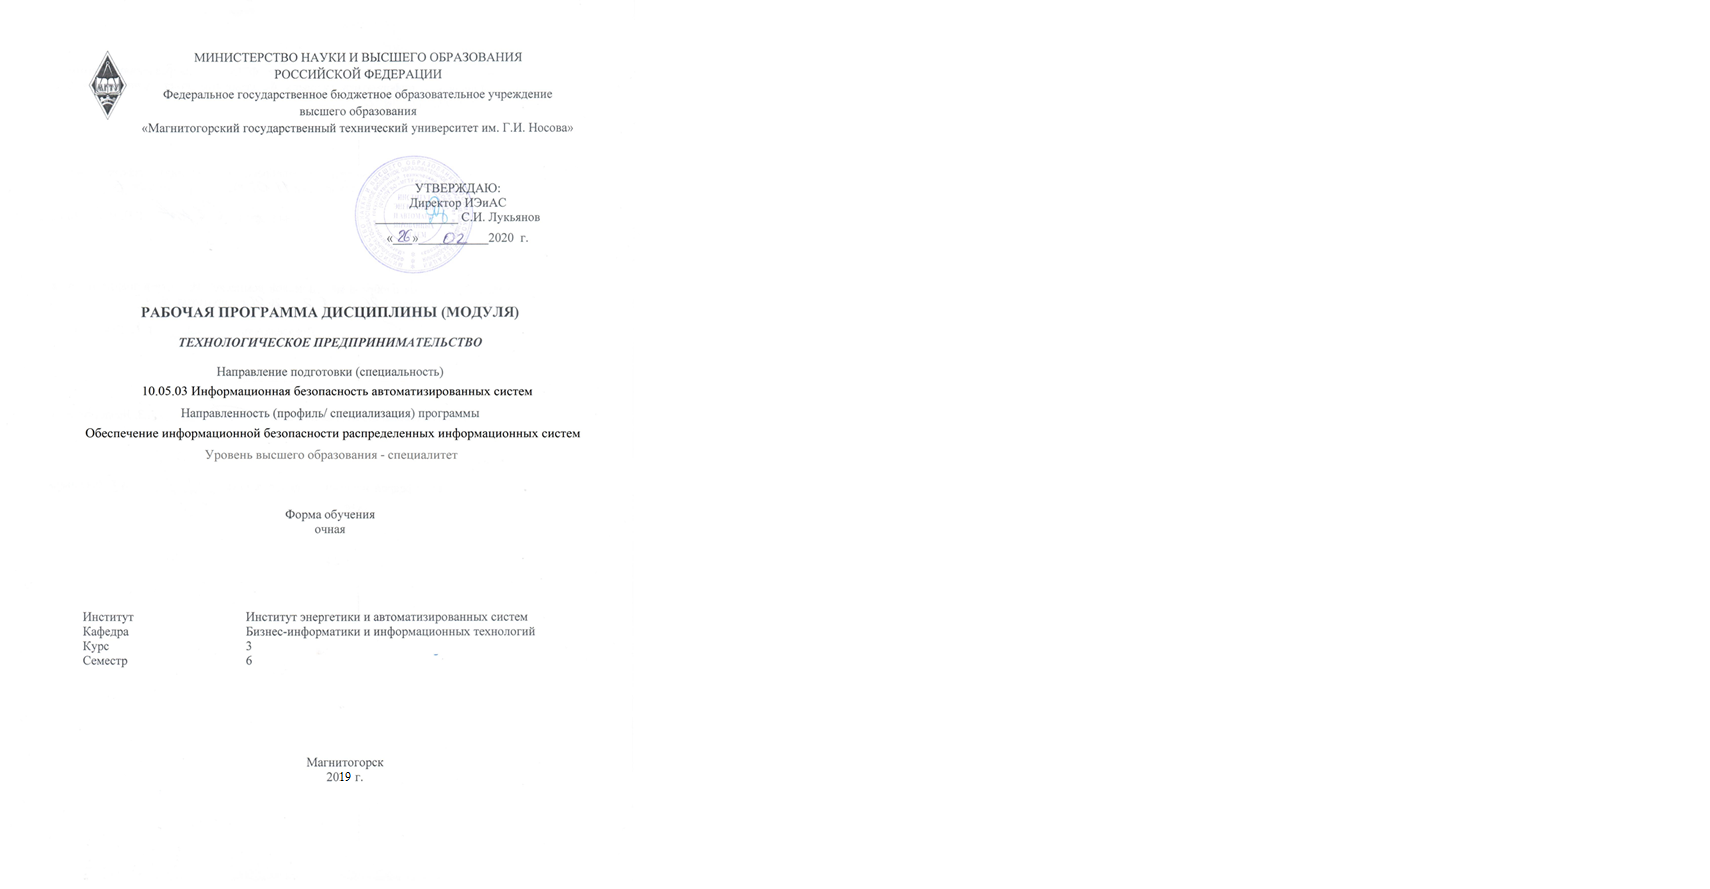 МИНИСТЕРСТВО НАУКИ И ВЫСШЕГО ОБРАЗОВАНИЯ
РОССИЙСКОЙ ФЕДЕРАЦИИ
Федеральное государственное бюджетное образовательное учреждение
высшего образования
«Магнитогорский государственный технический университет им. Г.И. Носова»
МГТУ
УТВЕРЖДАЮ:
Директор ИЭиАС
С.И. Лукьянов
«26» 02 2020 г.
РАБОЧАЯ ПРОГРАММА ДИСЦИПЛИНЫ (МОДУЛЯ)
ТЕХНОЛОГИЧЕСКОЕ ПРЕДПРИНИМАТЕЛЬСТВО
Направление подготовки (специальность)
10.05.03 Информационная безопасность автоматизированных систем
Направленность (профиль/ специализация) программы
Обеспечение информационной безопасности распределенных информационных систем
Уровень высшего образования - специалитет
Форма обучения
очная
Институт Институт энергетики и автоматизированных систем
Кафедра Бизнес-информатики и информационных технологий
Курс 3
Семестр 6
Магнитогорск
2019 г.